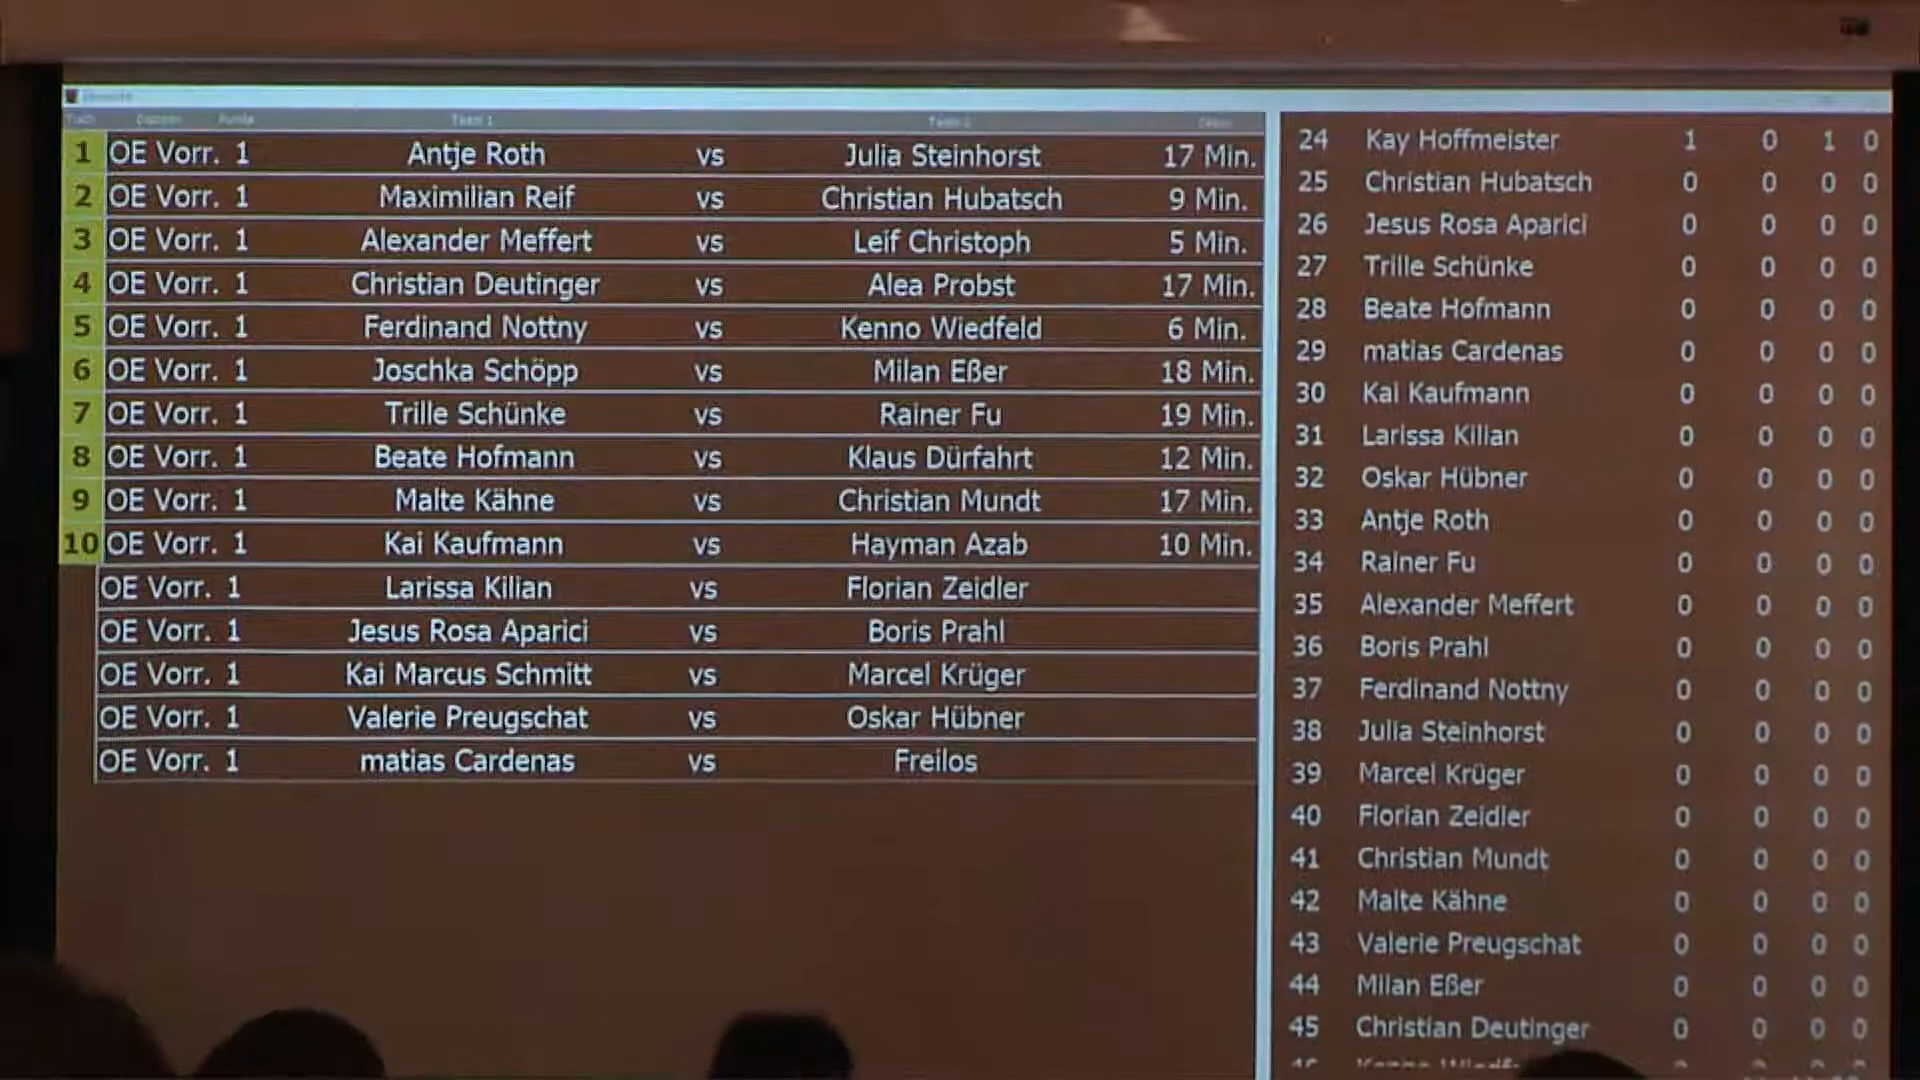 Tisch Disziplin Runde Team 1 Team 2
1 OE Vorr. 1 Antje Roth vs Julia Steinhorst 17 Min.
2 OE Vorr. 1 Maximilian Reif vs Christian Hubatsch 9 Min.
3 OE Vorr. 1 Alexander Meffert vs Leif Christoph 5 Min.
4 OE Vorr. 1 Christian Deutinger vs Alea Probst 17 Min.
5 OE Vorr. 1 Ferdinand Nottny vs Kenno Wiedfeld 6 Min.
6 OE Vorr. 1 Joschka Schöpp vs Milan Eßer 18 Min.
7 OE Vorr. 1 Trille Schünke vs Rainer Fu 19 Min.
8 OE Vorr. 1 Beate Hofmann vs Klaus Dürfahrt 12 Min.
9 OE Vorr. 1 Malte Kähne vs Christian Mundt 17 Min.
10 OE Vorr. 1 Kai Kaufmann vs Hayman Azab 10 Min.
OE Vorr. 1 Larissa Kilian vs Florian Zeidler
OE Vorr. 1 Jesus Rosa Aparici vs Boris Prahl
OE Vorr. 1 Kai Marcus Schmitt vs Marcel Krüger
OE Vorr. 1 Valerie Preugschat vs Oskar Hübner
OE Vorr. 1 matias Cardenas vs Freilos
24 Kay Hoffmeister 1 0 1 0
25 Christian Hubatsch 0 0 0 0
26 Jesus Rosa Aparici 0 0 0 0
27 Trille Schünke 0 0 0 0
28 Beate Hofmann 0 0 0 0
29 matias Cardenas 0 0 0 0
30 Kai Kaufmann 0 0 0 0
31 Larissa Kilian 0 0 0 0
32 Oskar Hübner 0 0 0 0
33 Antje Roth 0 0 0 0
34 Rainer Fu 0 0 0 0
35 Alexander Meffert 0 0 0 0
36 Boris Prahl 0 0 0 0
37 Ferdinand Nottny 0 0 0 0
38 Julia Steinhorst 0 0 0 0
39 Marcel Krüger 0 0 0 0
40 Florian Zeidler 0 0 0 0
41 Christian Mundt 0 0 0 0
42 Malte Kähne 0 0 0 0
43 Valerie Preugschat 0 0 0 0
44 Milan Eßer 0 0 0 0
45 Christian Deutinger 0 0 0 0